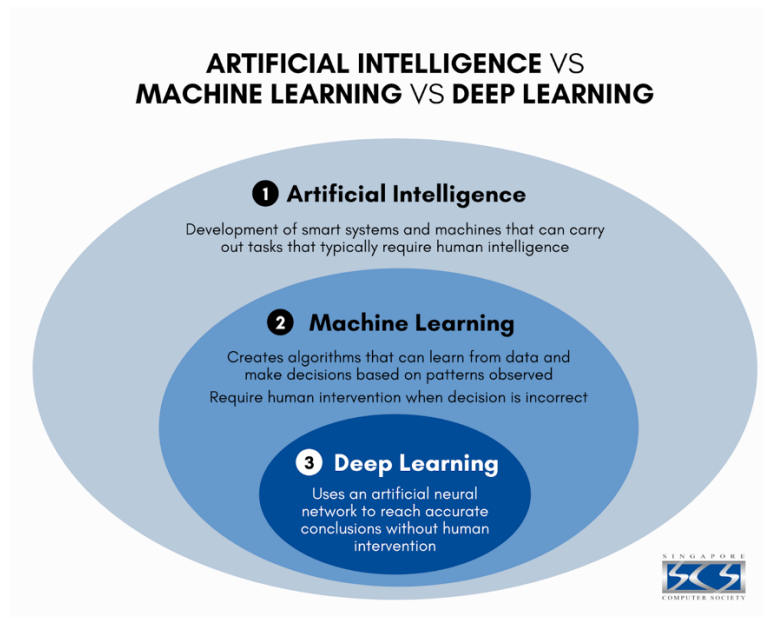 ARTIFICIAL INTELLIGENCE VS
MACHINE LEARNING VS DEEP LEARNING
1 Artificial Intelligence
Development of smart systems and machines that can carry
out tasks that typically require human intelligence
2 Machine Learning
Creates algorithms that can learn from data and
make decisions based on patterns observed
Require human intervention when decision is incorrect
3 Deep Learning
Uses an artificial neural
network to reach accurate
conclusions without human
intervention
SINGAPORE
SCS
COMPUTER SOCIETY